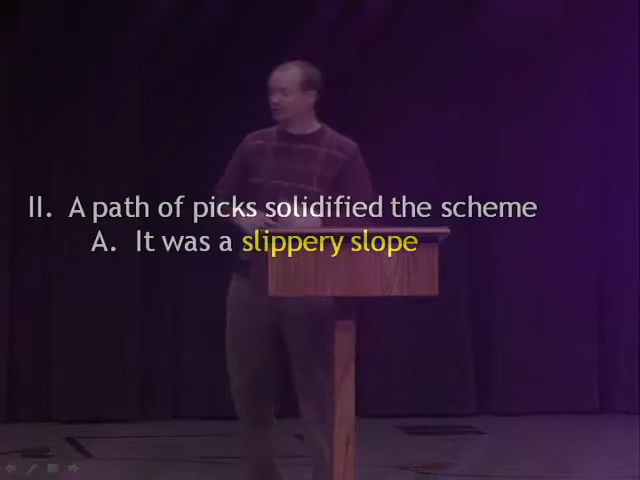 II. A path of picks solidified the scheme
A. It was a slippery slope